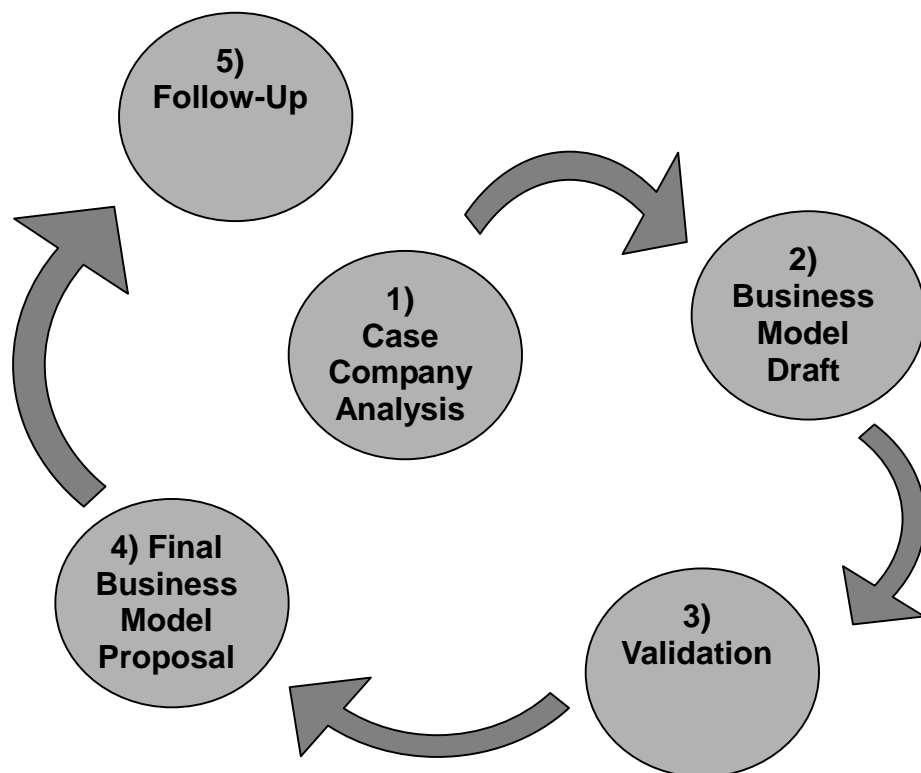 5)
Follow-Up
1)
Case
Company
Analysis
2)
Business
Model
Draft
3)
Validation
4) Final
Business
Model
Proposal